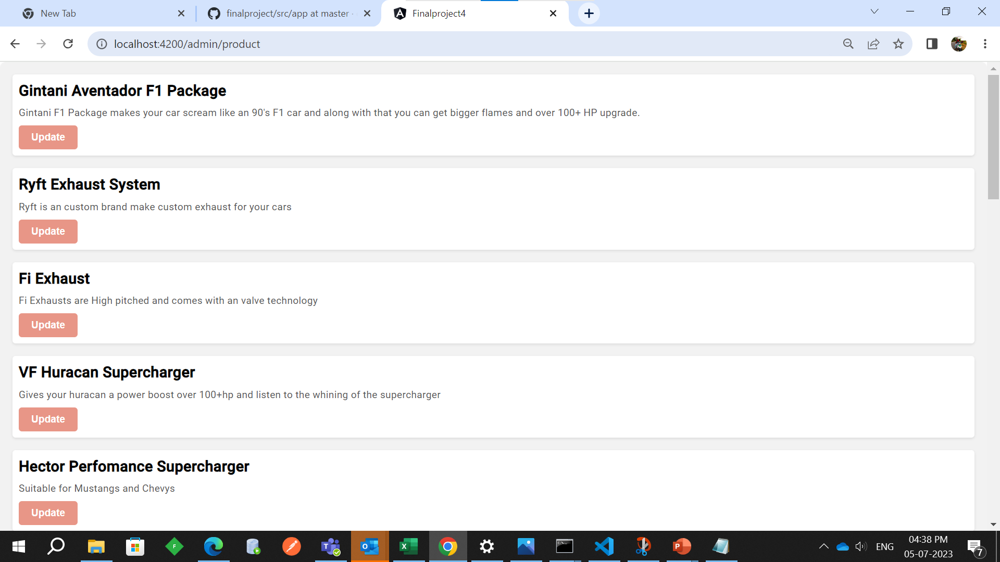 New Tab
finalproject/src/app at master
Finalproject4
localhost:4200/admin/product
Gintani Aventador F1 Package
Gintani F1 Package makes your car scream like an 90's F1 car and along with that you can get bigger flames and over 100+ HP upgrade.
Update
Ryft Exhaust System
Ryft is an custom brand make custom exhaust for your cars
Update
Fi Exhaust
Fi Exhausts are High pitched and comes with an valve technology
Update
VF Huracan Supercharger
Gives your huracan a power boost over 100+hp and listen to the whining of the supercharger
Update
Hector Perfomance Supercharger
Suitable for Mustangs and Chevys
Update
ENG
04:38 PM
05-07-2023
7